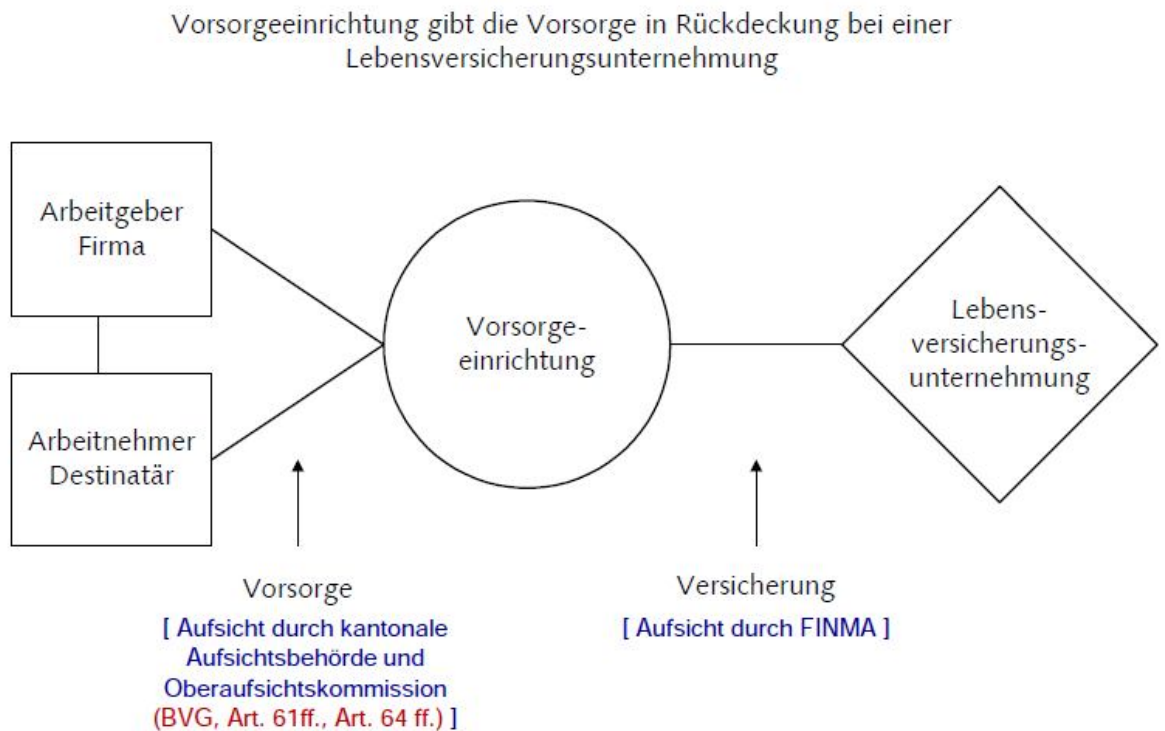 Vorsorgeeinrichtung gibt die Vorsorge in Rückdeckung bei einer
Lebensversicherungsunternehmung
Arbeitgeber
Firma
Arbeitnehmer
Destinatär
Vorsorge-
einrichtung
Lebens-
versicherungs-
unternehmung
Vorsorge
[ Aufsicht durch kantonale
Aufsichtsbehörde und
Oberaufsichtskommission
(BVG, Art. 61ff., Art. 64 ff.) ]
Versicherung
[ Aufsicht durch FINMA ]